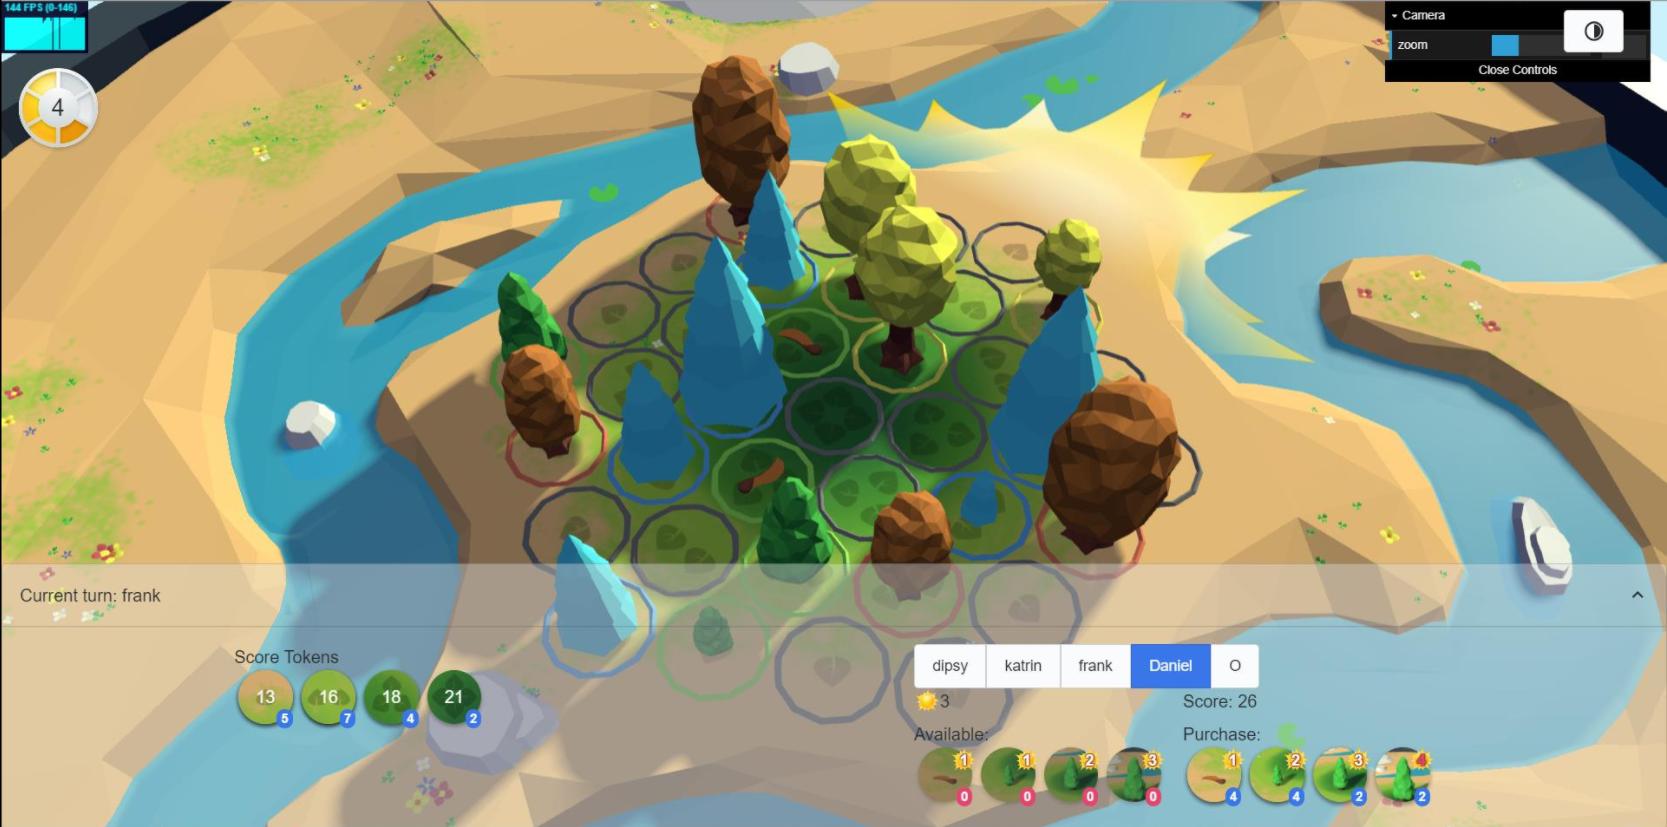 144 FPS (0-146)
Camera
zoom
Close Controls
4
Current turn: frank
Score Tokens
13 16 18 21
5 7 4 2
dipsy katrin frank Daniel O
3
Score: 26
Available:
Purchase:
1 1 2 3
0 0 0 0
1 2 3 4
4 4 2 2